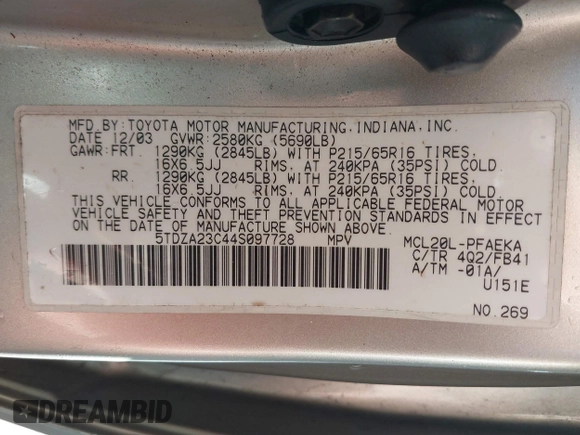 MFD.BY:TOYOTA MOTOR MANUFACTURING.INDIANA.INC.
DATE 12/03 GVWR:2580KG (5690LB)
GAWR:FRT 1290KG (2845LB) WITH P215/65R16 TIRES.
16X6.5JJ RIMS. AT 240KPA (35PSI) COLD
RR 1290KG (2845LB) WITH P215/65R16 TIRES.
16X6.5JJ RIMS. AT 240KPA (35PSI) COLD
THIS VEHICLE CONFORMS TO ALL APPLICABLE FEDERAL MOTOR
VEHICLE SAFETY AND THEFT PREVENTION STANDARDS IN EFFECT
ON THE DATE OF MANUFACTURE SHOWN ABOVE.
5TDZA23C44S097728 MPV MCL20L-PFAEKA
C/TR 4Q2/FB41
A/TM -01A/
U151E
NO.269
DREAMBID